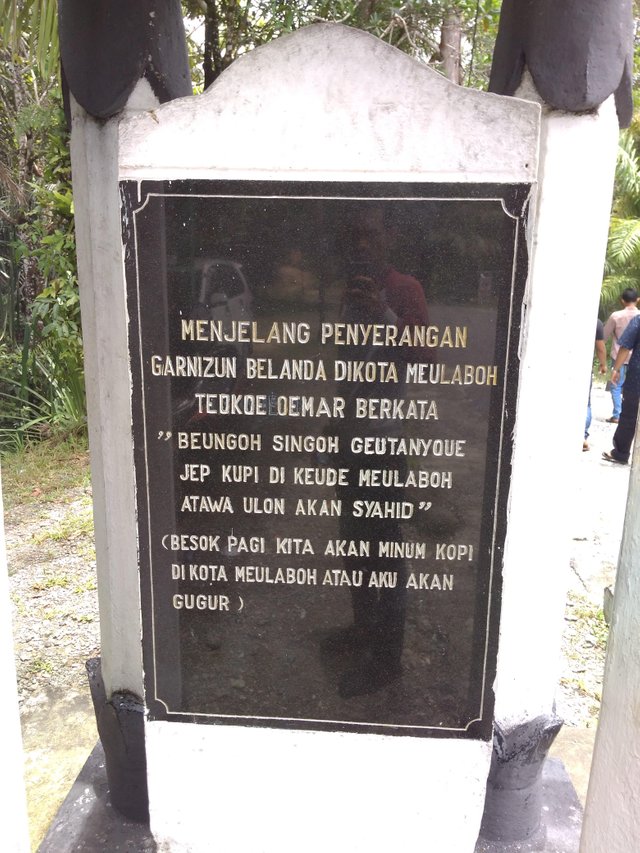 MENJELANG PENYERANGAN
GARNIZUN BELANDA DIKOTA MEULABOH
TEOKOE OEMAR BERKATA
"BEUNGOH SINGOH GEUTANYOUE
JEP KUPI DI KEUDE MEULABOH
ATAWA ULON AKAN SYAHID"
(BESOK PAGI KITA AKAN MINUM KOPI
DI KOTA MEULABOH ATAU AKU AKAN
GUGUR)